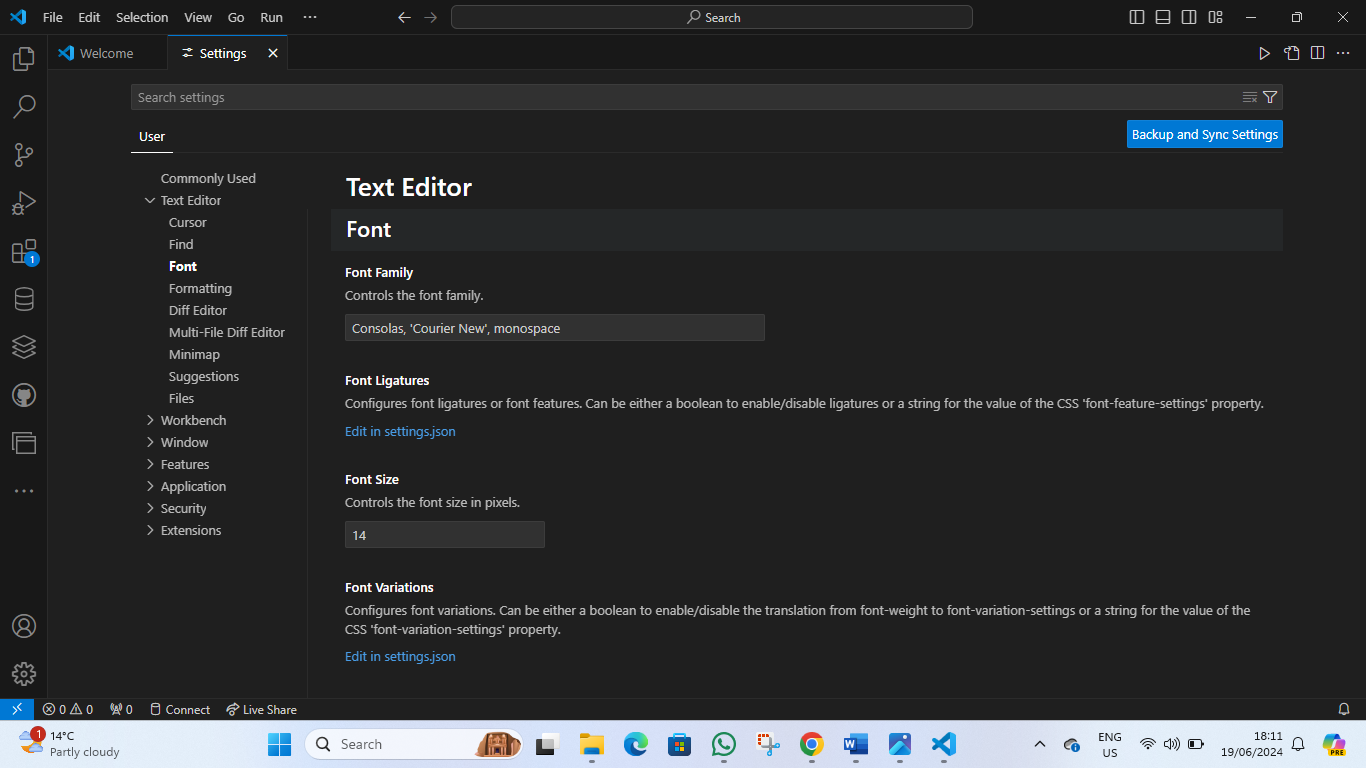 File Edit Selection View Go Run ···
Search
Welcome
Settings
Search settings
User
Backup and Sync Settings
Commonly Used
Text Editor
Cursor
Find
Font
Formatting
Diff Editor
Multi-File Diff Editor
Minimap
Suggestions
Files
Workbench
Window
Features
Application
Security
Extensions
Text Editor
Font
Font Family
Controls the font family.
Consolas, 'Courier New', monospace
Font Ligatures
Configures font ligatures or font features. Can be either a boolean to enable/disable ligatures or a string for the value of the CSS 'font-feature-settings' property.
Edit in settings.json
Font Size
Controls the font size in pixels.
14
Font Variations
Configures font variations. Can be either a boolean to enable/disable the translation from font-weight to font-variation-settings or a string for the value of the
CSS 'font-variation-settings' property.
Edit in settings.json
1
0 0 0 Connect Live Share
1
14°C
Partly cloudy
Search
W
ENG
US
18:11
19/06/2024
PRE